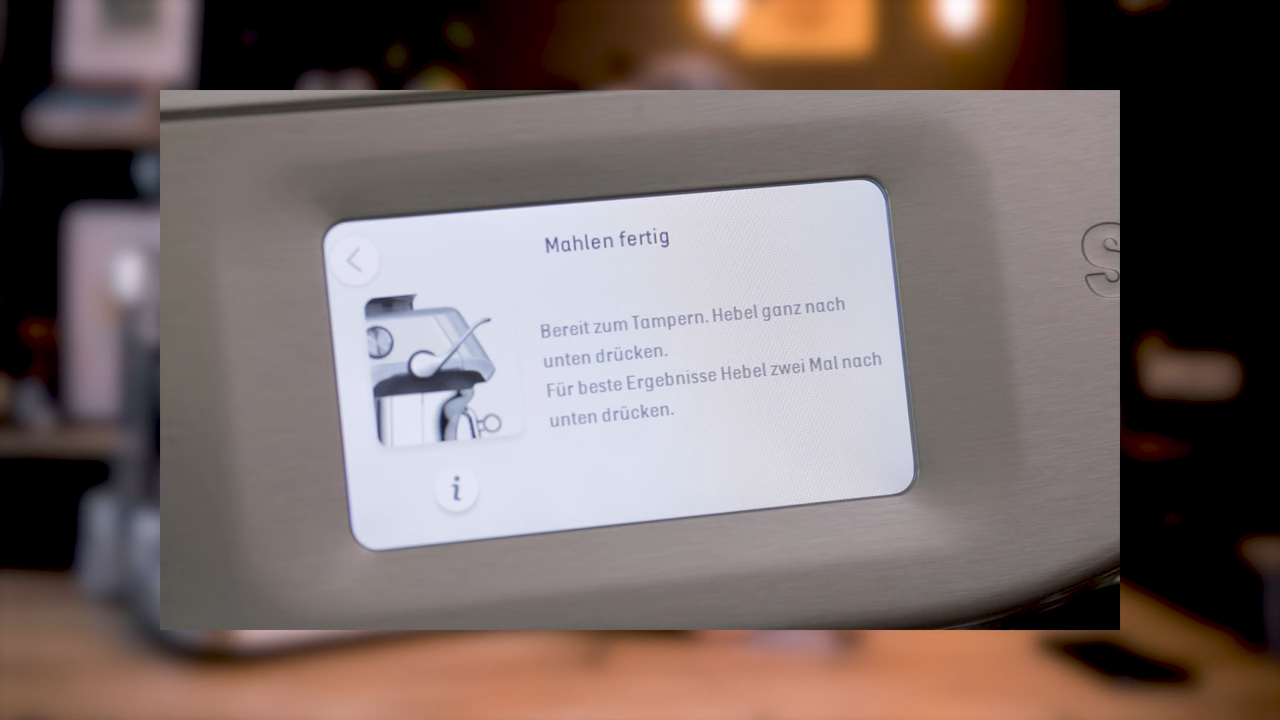 Mahlen fertig
Bereit zum Tampern. Hebel ganz nach
unten drücken.
Für beste Ergebnisse Hebel zwei Mal nach
unten drücken.
i
S